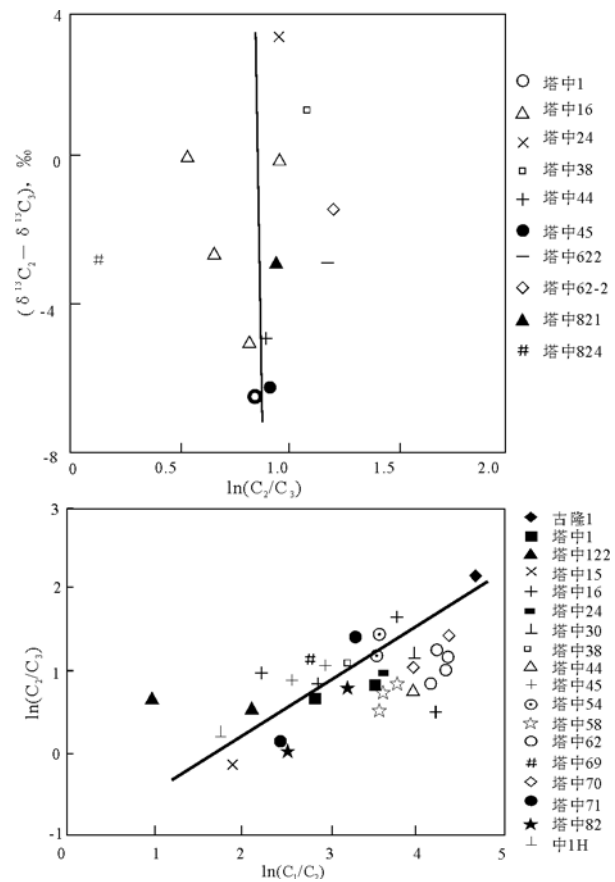 4
0
-4
-8
(δ¹³C₂－δ¹³C₃), ‰
0
0.5
1.0
1.5
2.0
ln(C₂/C₃)
塔中1
塔中16
塔中24
塔中38
塔中44
塔中45
塔中622
塔中62-2
塔中821
塔中824
3
2
1
0
-1
ln(C₂/C₃)
0
1
2
3
4
5
ln(C₁/C₂)
古隆1
塔中1
塔中122
塔中15
塔中16
塔中24
塔中30
塔中38
塔中44
塔中45
塔中54
塔中58
塔中62
塔中69
塔中70
塔中71
塔中82
中1H